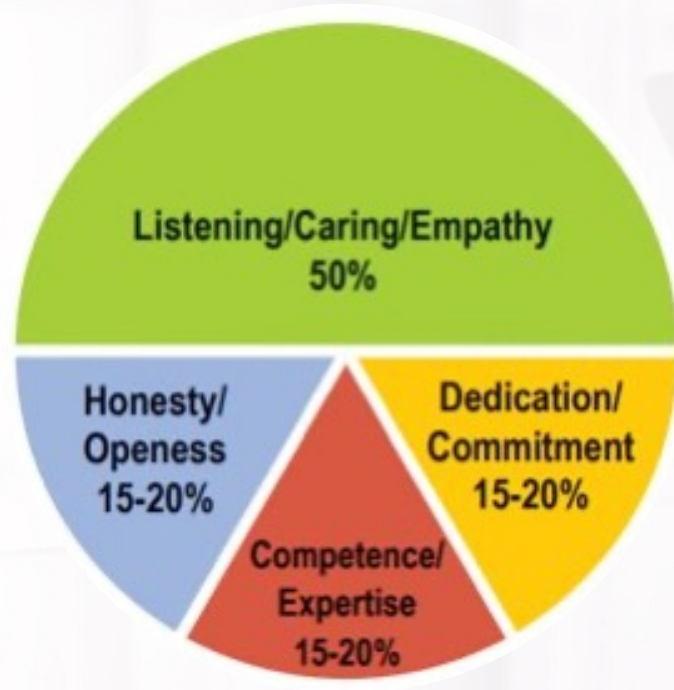 Listening/Caring/Empathy
50%
Honesty/
Openess
15-20%
Competence/
Expertise
15-20%
Dedication/
Commitment
15-20%